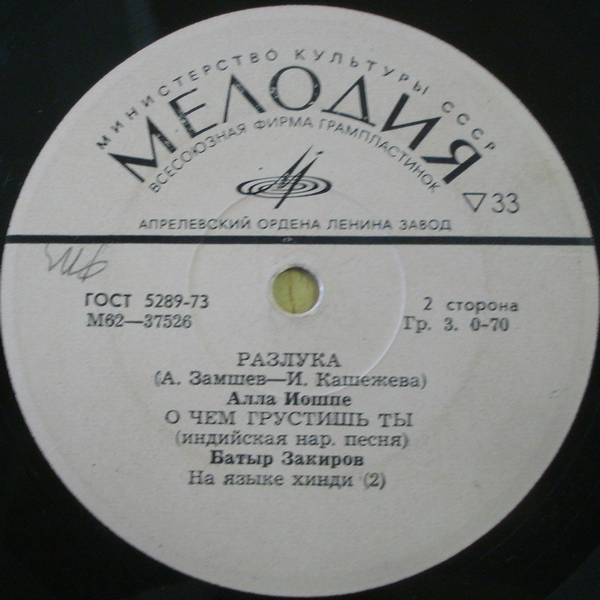 МИНИСТЕРСТВО КУЛЬТУРЫ СССР
МЕЛОДИЯ
ВСЕСОЮЗНАЯ ФИРМА ГРАМПЛАСТИНОК
▽33
АПРЕЛЕВСКИЙ ОРДЕНА ЛЕНИНА ЗАВОД
ГОСТ 5289-73
2 сторона
М62—37526
Гр. 3. 0-70
РАЗЛУКА
(А. Замшев—И. Кашежева)
Алла Иошпе
О ЧЕМ ГРУСТИШЬ ТЫ
(индийская нар. песня)
Батыр Закиров
На языке хинди (2)